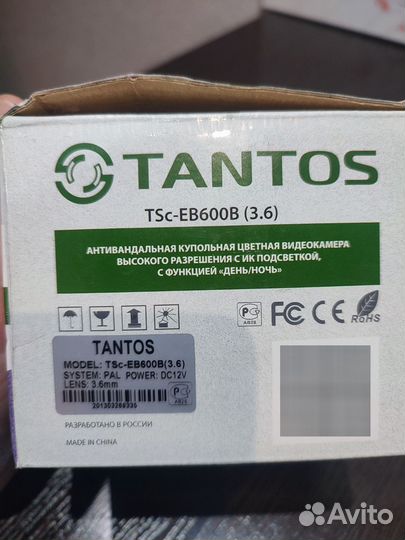 TANTOS
TSc-EB600B (3.6)
АНТИВАНДАЛЬНАЯ КУПОЛЬНАЯ ЦВЕТНАЯ ВИДЕОКАМЕРА
ВЫСОКОГО РАЗРЕШЕНИЯ С ИК ПОДСВЕТКОЙ,
С ФУНКЦИЕЙ «ДЕНЬ/НОЧЬ»
АВ28 FC CE RoHS
TANTOS
MODEL: TSc-EB600B(3.6)
SYSTEM: PAL POWER: DC12V
LENS: 3.6mm
АВ28
РАЗРАБОТАНО В РОССИИ
MADE IN CHINA
Avito